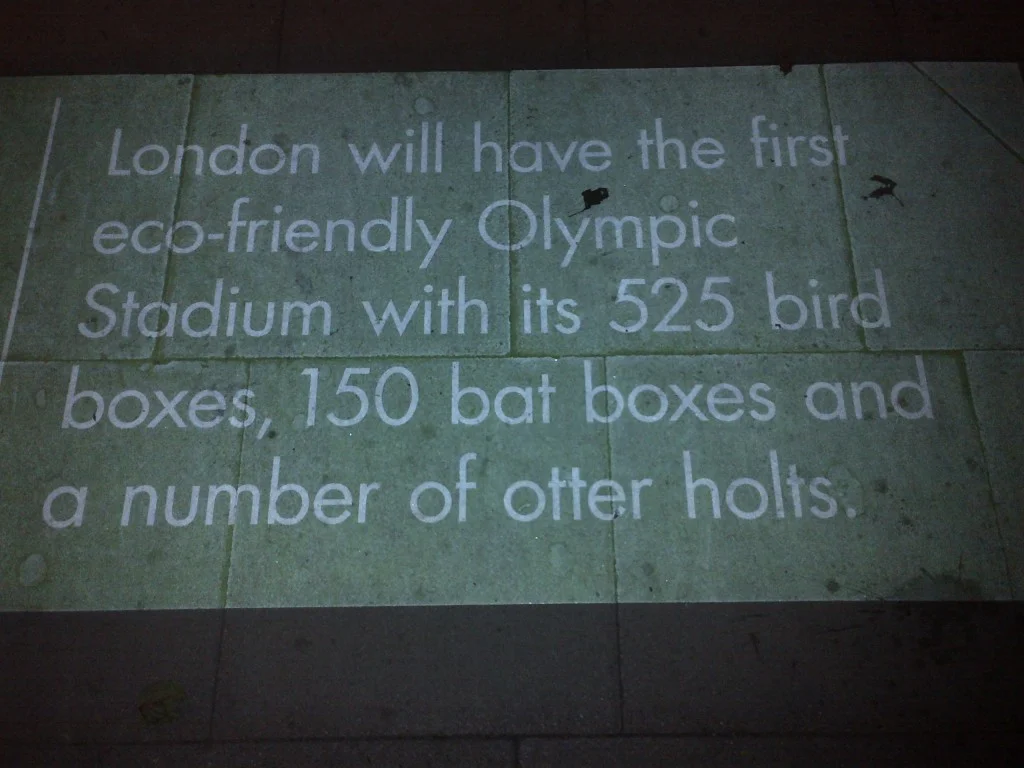 London will have the first
eco-friendly Olympic
Stadium with its 525 bird
boxes, 150 bat boxes and
a number of otter holts.